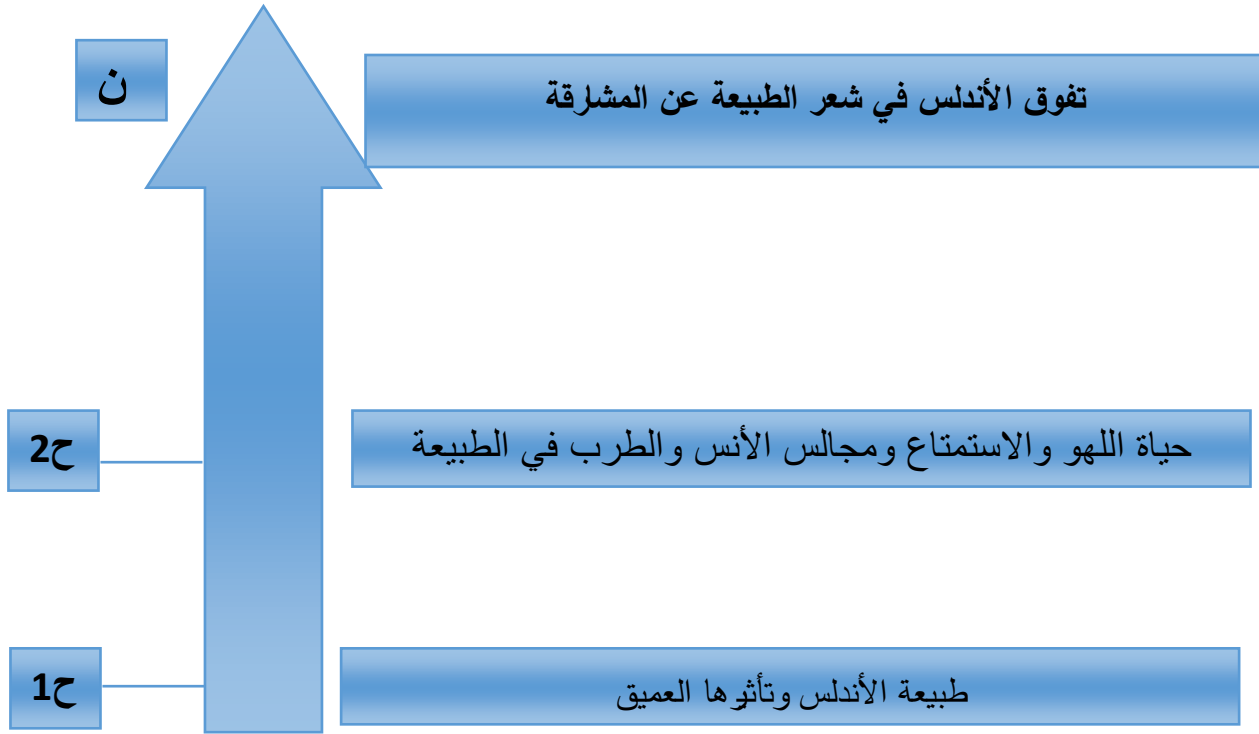 ن
تفوق الأندلس في شعر الطبيعة عن المشارقة
ح2
حياة اللهو والاستمتاع ومجالس الأنس والطرب في الطبيعة
ح1
طبيعة الأندلس وتأثيرها العميق